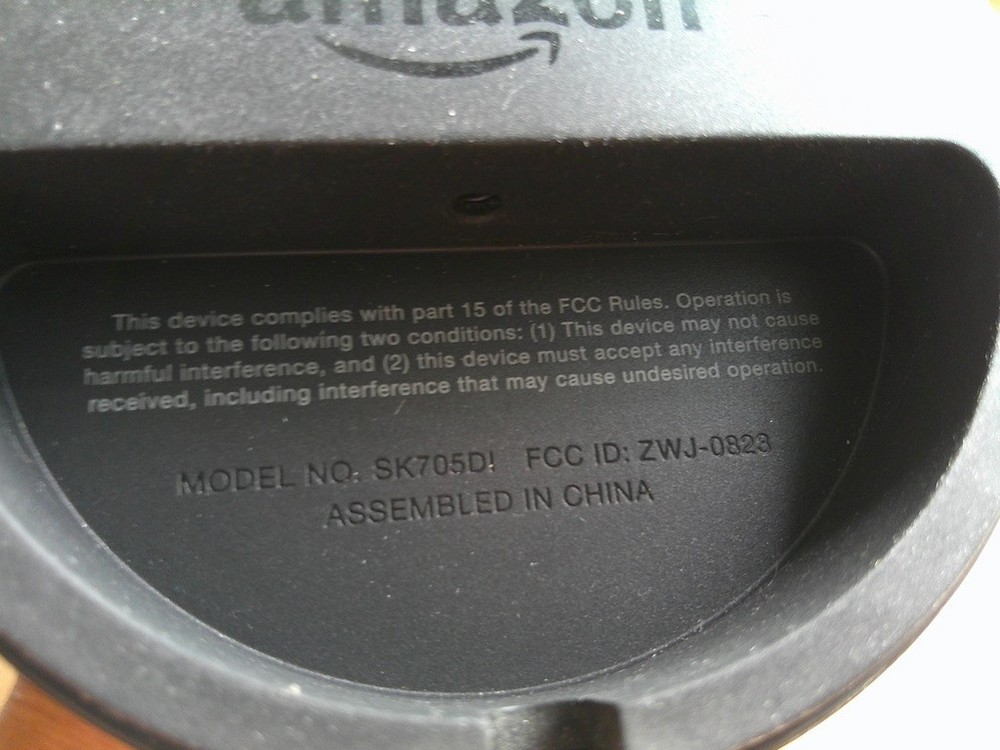 amazon
This device complies with part 15 of the FCC Rules. Operation is
subject to the following two conditions: (1) This device may not cause
harmful interference, and (2) this device must accept any interference
received, including interference that may cause undesired operation.
MODEL NO: SK705DI FCC ID: ZWJ-0823
ASSEMBLED IN CHINA